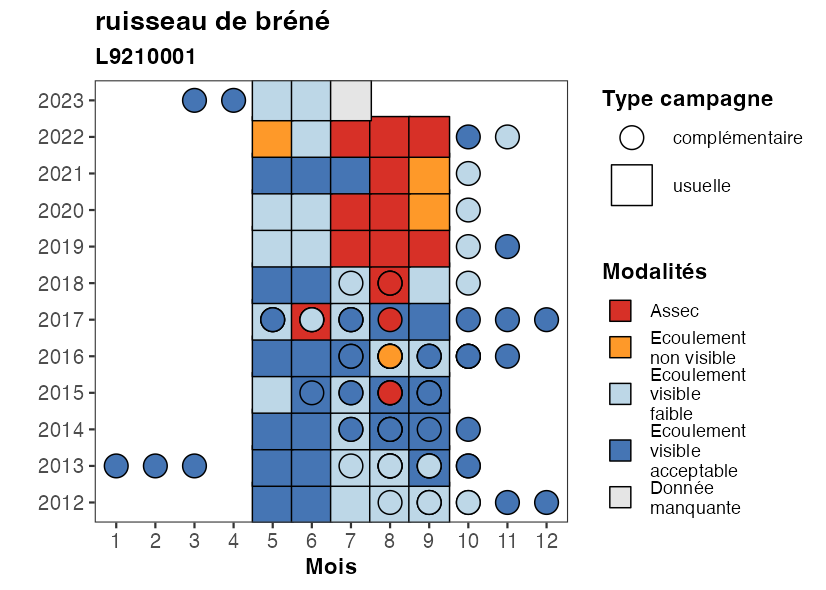 ruisseau de bréné
L9210001
2023
2022
2021
2020
2019
2018
2017
2016
2015
2014
2013
2012
1 2 3 4 5 6 7 8 9 10 11 12
Mois
Type campagne
complémentaire
usuelle
Modalités
Assec
Ecoulement
non visible
Ecoulement
visible
faible
Ecoulement
visible
acceptable
Donnée
manquante